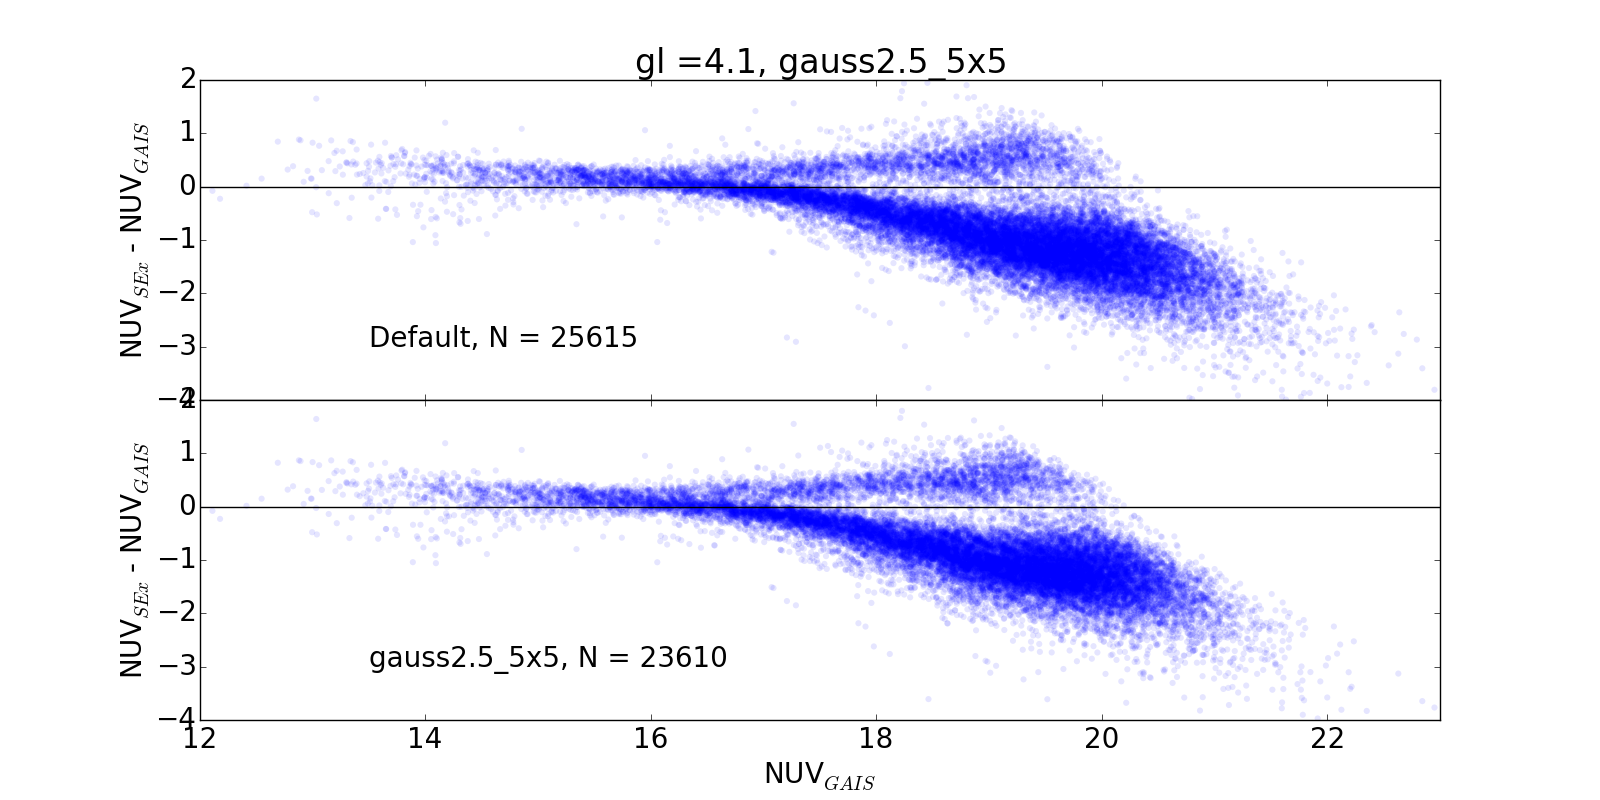 gl =4.1, gauss2.5_5x5
2
1
0
−1
−2
−3
−4
NUV_SEx - NUV_GAIS
Default, N = 25615
2
1
0
−1
−2
−3
−4
NUV_SEx - NUV_GAIS
gauss2.5_5x5, N = 23610
12 14 16 18 20 22
NUV_GAIS